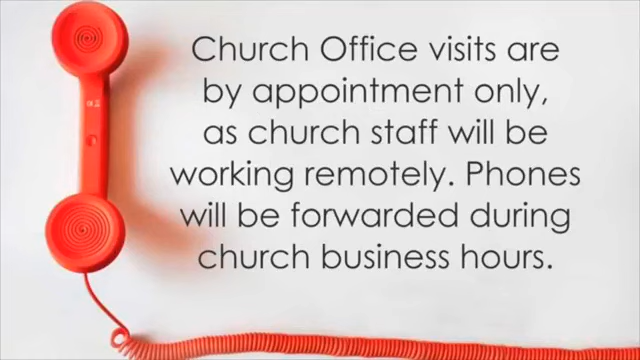 Church Office visits are
by appointment only,
as church staff will be
working remotely. Phones
will be forwarded during
church business hours.